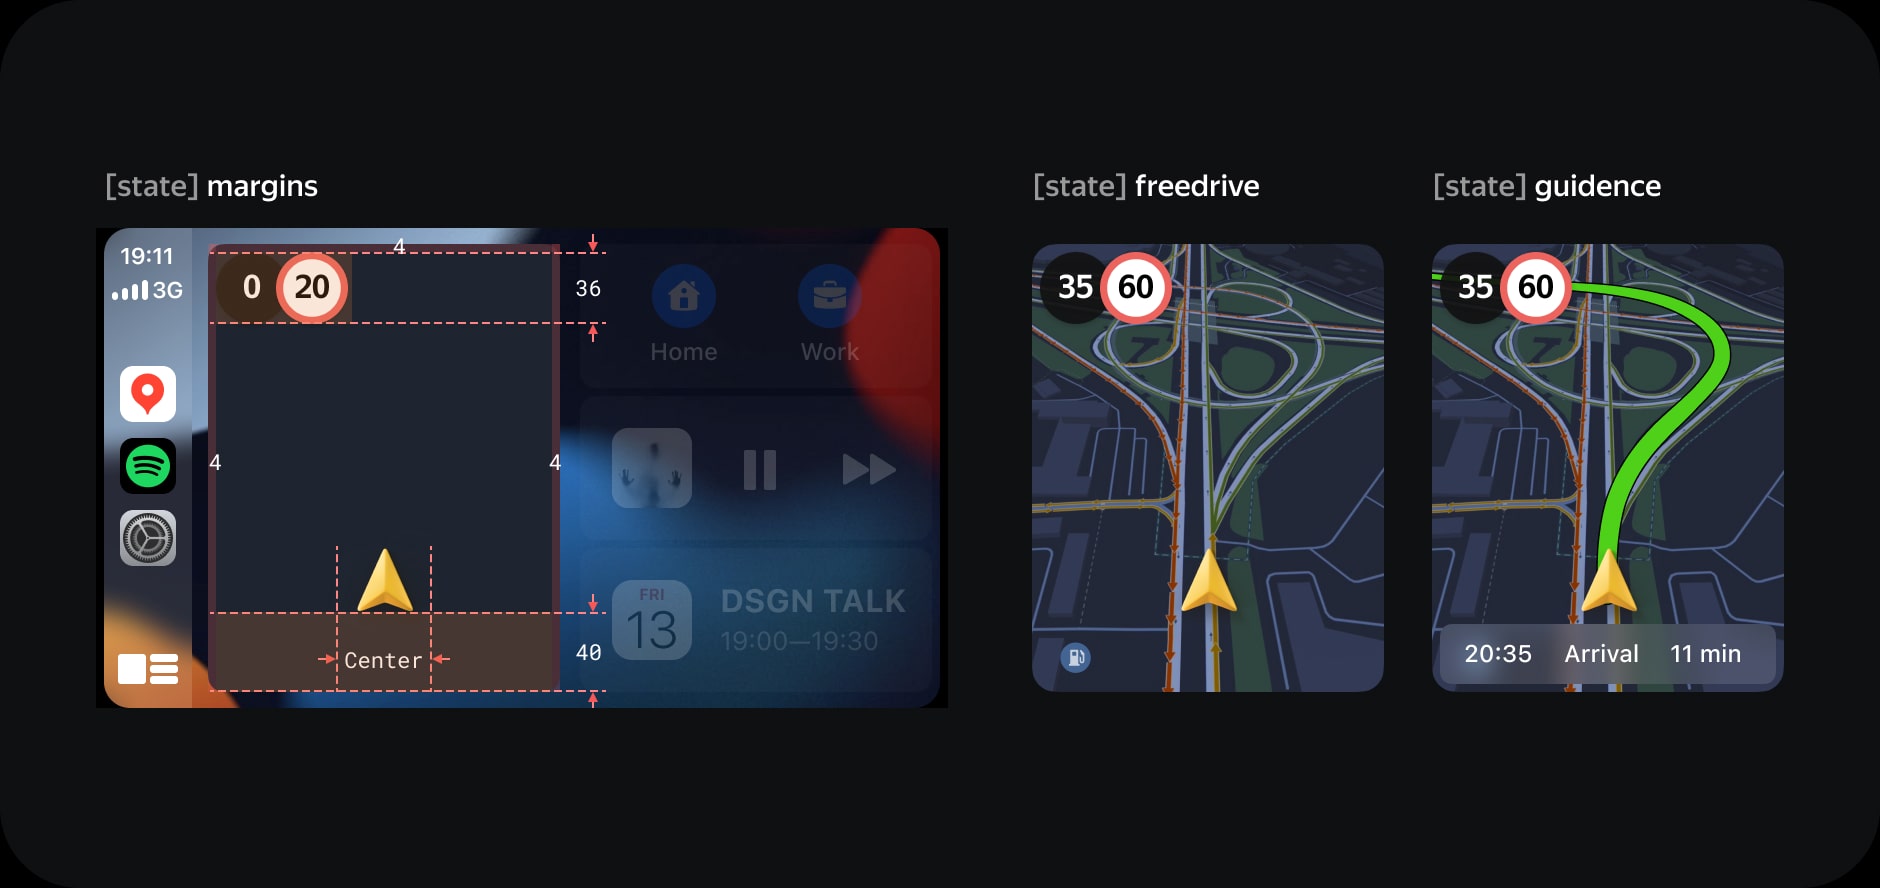 [state] margins
19:11
3G
4
0
20
36
Home
Work
4
4
FRI
13
DSGN TALK
19:00—19:30
Center
40
[state] freedrive
35
60
[state] guidence
35
60
20:35 Arrival 11 min